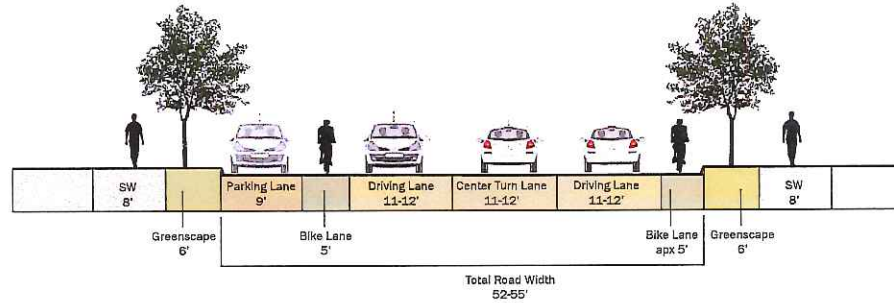 SW
8'
Parking Lane
9'
Driving Lane
11-12'
Center Turn Lane
11-12'
Driving Lane
11-12'
SW
8'
Greenscape
6'
Bike Lane
5'
Bike Lane
apx 5'
Greenscape
6'
Total Road Width
52-55'